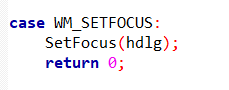 case WM_SETFOCUS:
SetFocus(hdlg);
return 0;